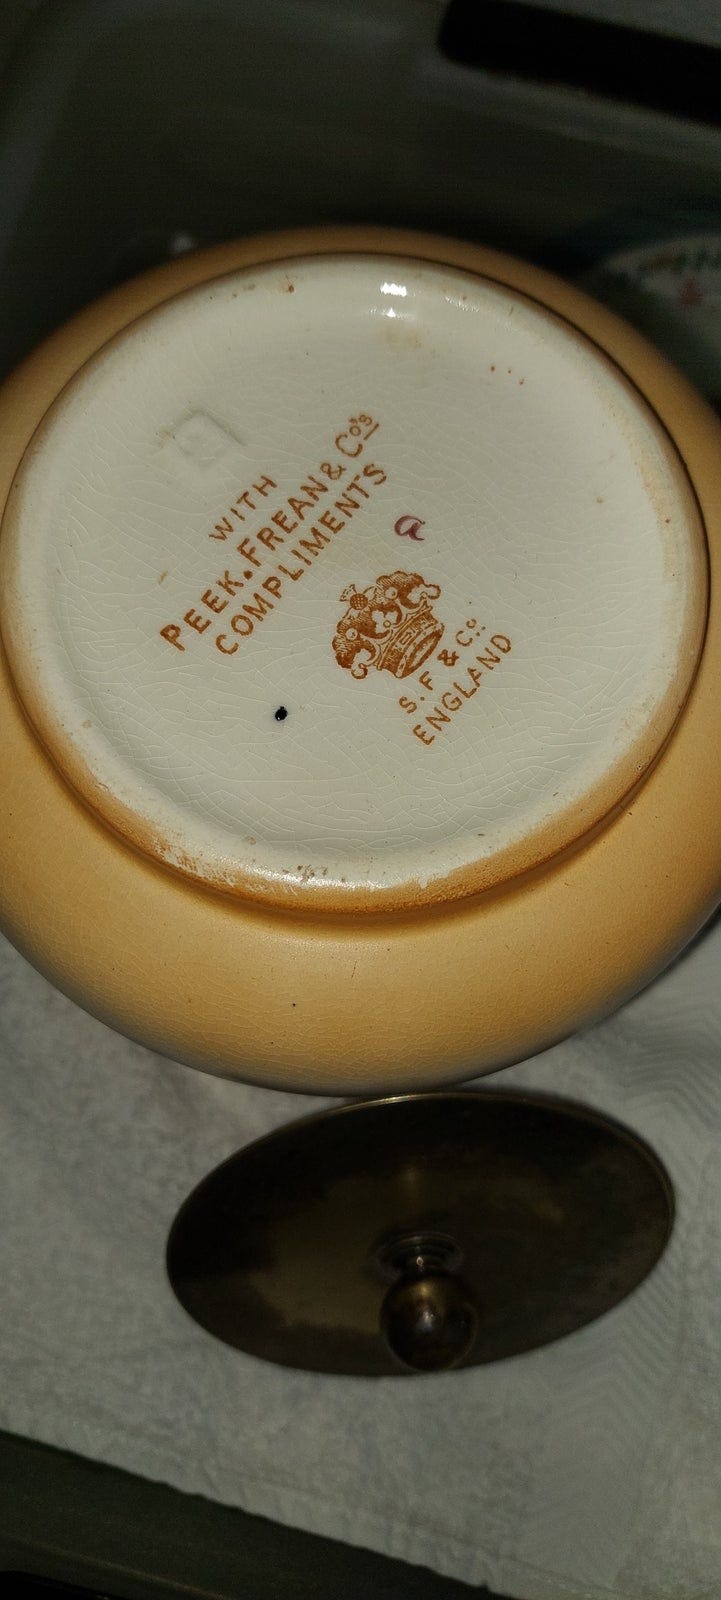 WITH
PEEK. FREAN & Co's
COMPLIMENTS
a
S. F & Co.
ENGLAND